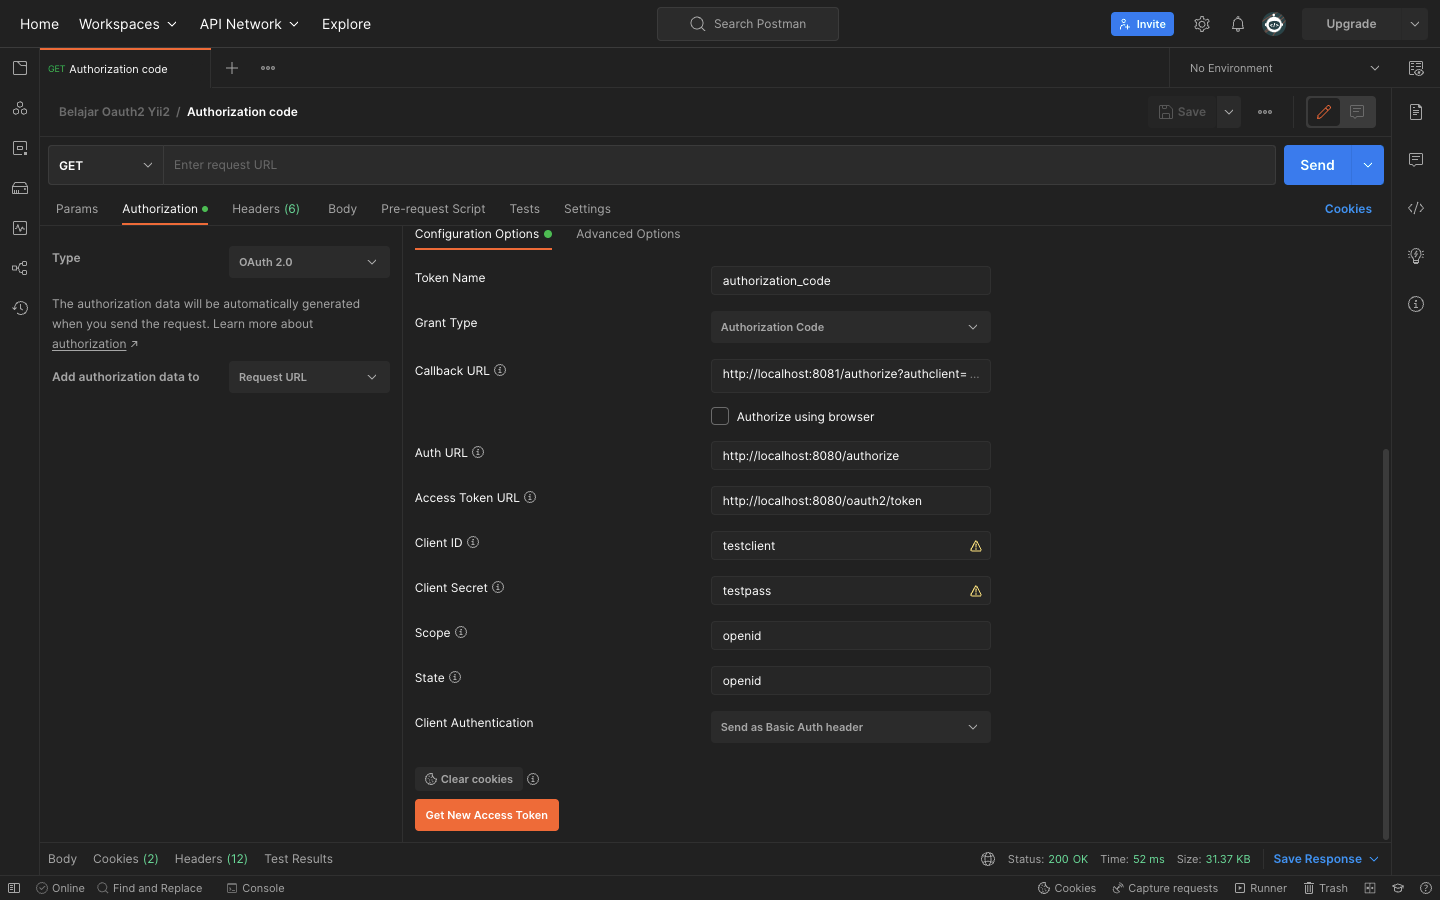 Home Workspaces API Network Explore Search Postman Invite Upgrade
GET Authorization code No Environment
Belajar Oauth2 Yii2 / Authorization code Save
GET Enter request URL Send
Params Authorization Headers (6) Body Pre-request Script Tests Settings Cookies
Configuration Options Advanced Options
Type OAuth 2.0
The authorization data will be automatically generated
when you send the request. Learn more about
authorization ↗
Add authorization data to Request URL
Token Name authorization_code
Grant Type Authorization Code
Callback URL http://localhost:8081/authorize?authclient= ...
Authorize using browser
Auth URL http://localhost:8080/authorize
Access Token URL http://localhost:8080/oauth2/token
Client ID testclient
Client Secret testpass
Scope openid
State openid
Client Authentication Send as Basic Auth header
Clear cookies
Get New Access Token
Body Cookies (2) Headers (12) Test Results Status: 200 OK Time: 52 ms Size: 31.37 KB Save Response
Online Find and Replace Console Cookies Capture requests Runner Trash